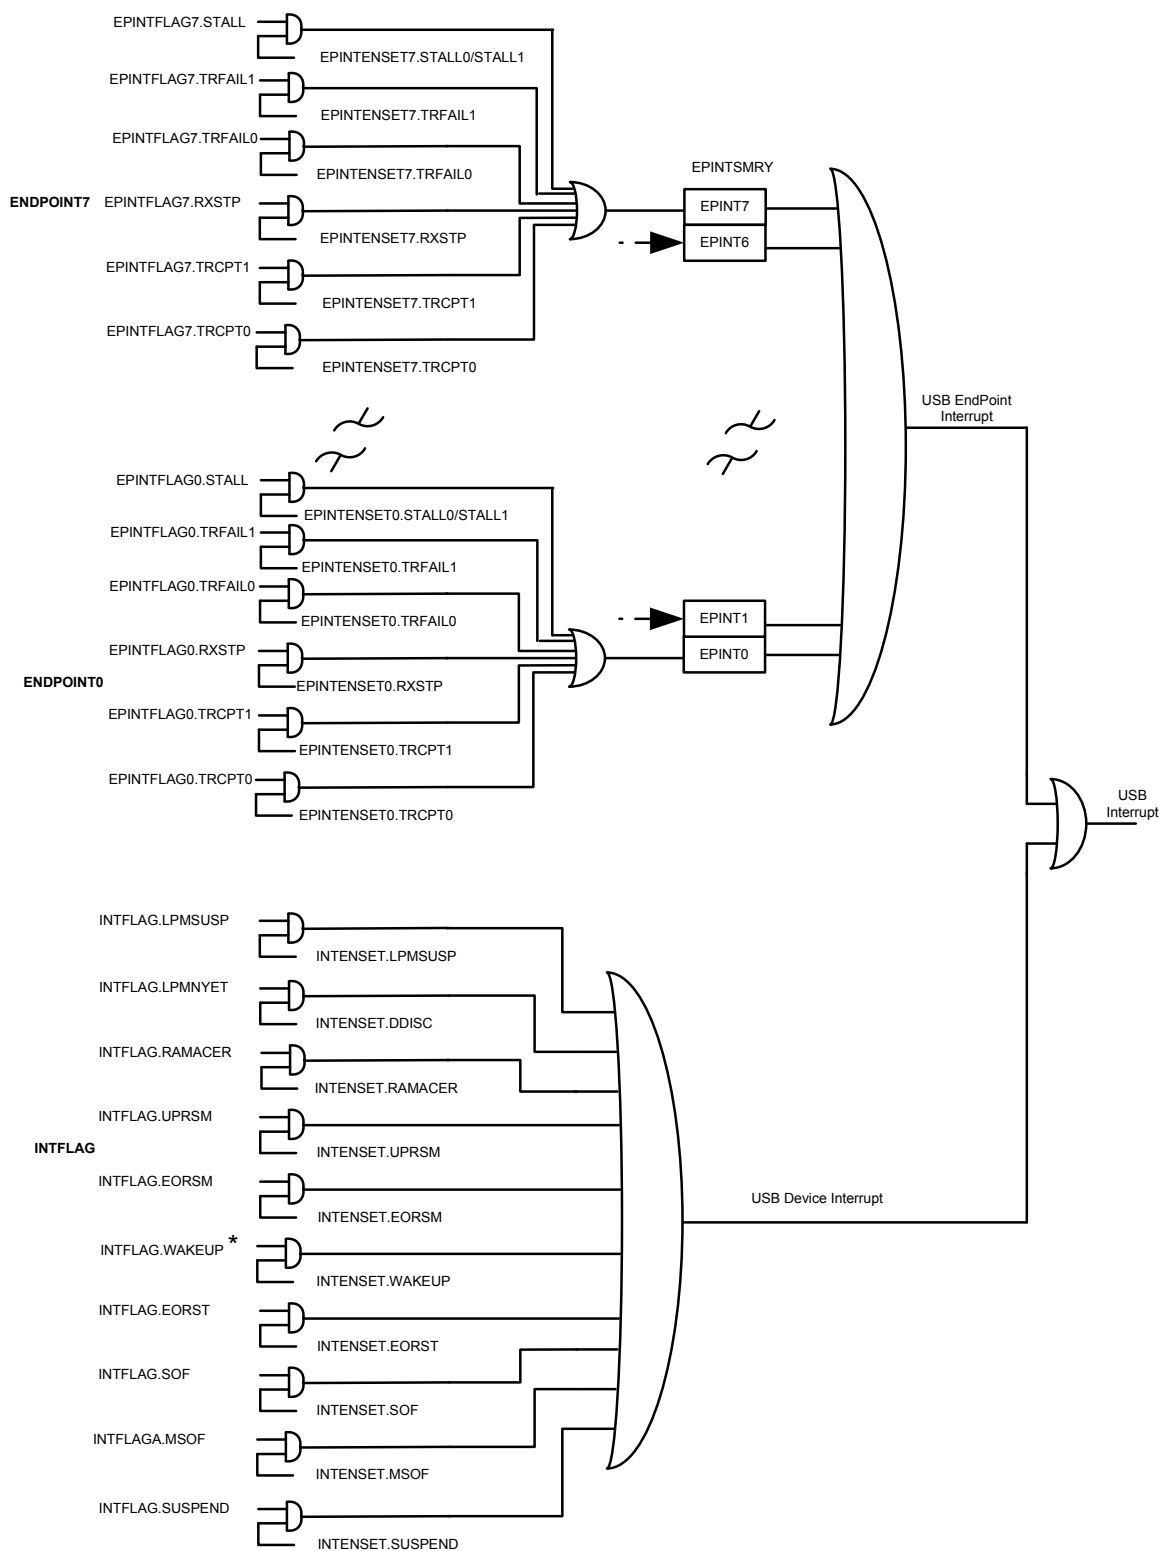 EPINTFLAG7.STALL
EPINTENSET7.STALL0/STALL1
EPINTFLAG7.TRFAIL1
EPINTENSET7.TRFAIL1
EPINTFLAG7.TRFAIL0
EPINTENSET7.TRFAIL0
ENDPOINT7
EPINTFLAG7.RXSTP
EPINTENSET7.RXSTP
EPINTFLAG7.TRCPT1
EPINTENSET7.TRCPT1
EPINTFLAG7.TRCPT0
EPINTENSET7.TRCPT0
EPINTSMRY
EPINT7
EPINT6
USB EndPoint
Interrupt
EPINTFLAG0.STALL
EPINTENSET0.STALL0/STALL1
EPINTFLAG0.TRFAIL1
EPINTENSET0.TRFAIL1
EPINTFLAG0.TRFAIL0
EPINTENSET0.TRFAIL0
EPINTFLAG0.RXSTP
ENDPOINT0
EPINTENSET0.RXSTP
EPINTFLAG0.TRCPT1
EPINTENSET0.TRCPT1
EPINTFLAG0.TRCPT0
EPINTENSET0.TRCPT0
EPINT1
EPINT0
USB
Interrupt
INTFLAG.LPMSUSP
INTENSET.LPMSUSP
INTFLAG.LPMNYET
INTENSET.DDISC
INTFLAG.RAMACER
INTENSET.RAMACER
INTFLAG.UPRSM
INTFLAG
INTENSET.UPRSM
INTFLAG.EORSM
INTENSET.EORSM
INTFLAG.WAKEUP *
INTENSET.WAKEUP
INTFLAG.EORST
INTENSET.EORST
INTFLAG.SOF
INTENSET.SOF
INTFLAGA.MSOF
INTENSET.MSOF
INTFLAG.SUSPEND
INTENSET.SUSPEND
USB Device Interrupt